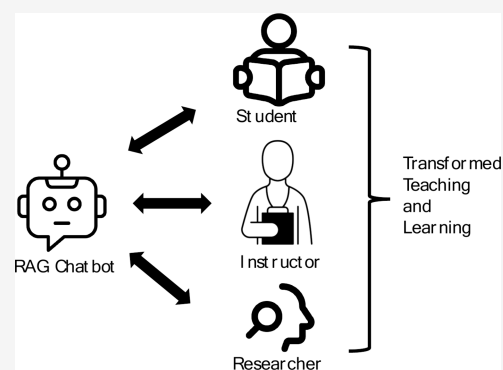 Student
Transformed
Teaching
and
Learning
Instructor
RAG Chatbot
Researcher